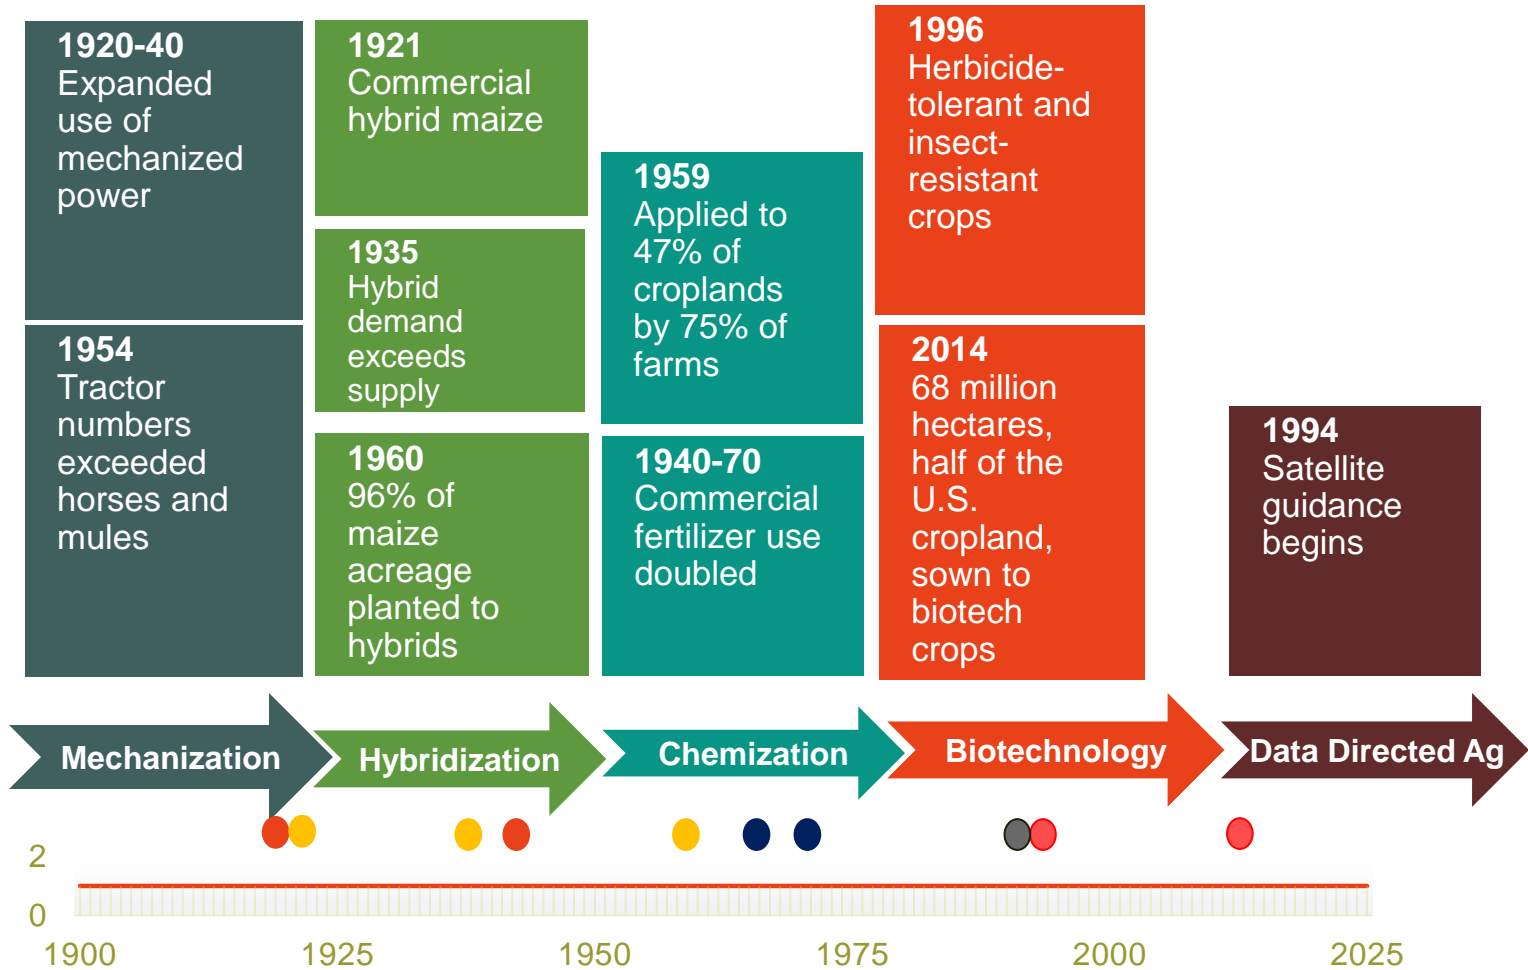 1920-40
Expanded
use of
mechanized
power
1954
Tractor
numbers
exceeded
horses and
mules
1921
Commercial
hybrid maize
1935
Hybrid
demand
exceeds
supply
1960
96% of
maize
acreage
planted to
hybrids
1959
Applied to
47% of
croplands
by 75% of
farms
1940-70
Commercial
fertilizer use
doubled
1996
Herbicide-
tolerant and
insect-
resistant
crops
2014
68 million
hectares,
half of the
U.S.
cropland,
sown to
biotech
crops
1994
Satellite
guidance
begins
Mechanization
Hybridization
Chemization
Biotechnology
Data Directed Ag
2
0
1900 1925 1950 1975 2000 2025